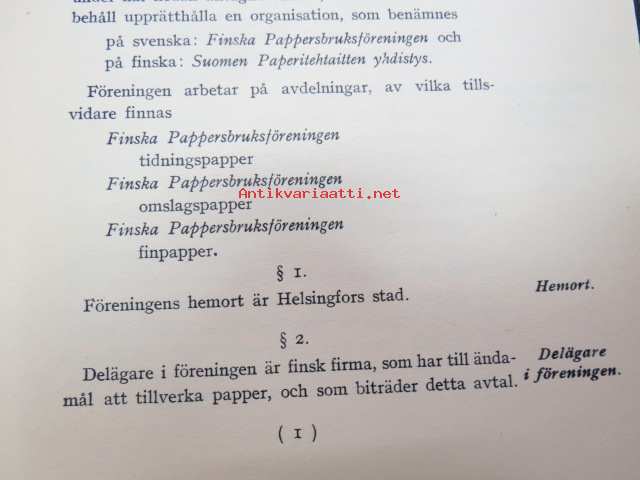 behåll upprätthålla en organisation, som benämnes
på svenska: Finska Pappersbruksföreningen och
på finska: Suomen Paperitehtaitten yhdistys.
Föreningen arbetar på avdelningar, av vilka tills-
vidare finnas
Finska Pappersbruksföreningen
tidningspapper
Finska Pappersbruksföreningen
Antikvariaatti.net
omslagspapper
Finska Pappersbruksföreningen
finpapper.
§ 1.
Föreningens hemort är Helsingfors stad.
Hemort.
§ 2.
Delägare i föreningen är finsk firma, som har till ända-
mål att tillverka papper, och som biträder detta avtal.
Delägare
i föreningen.
( 1 )